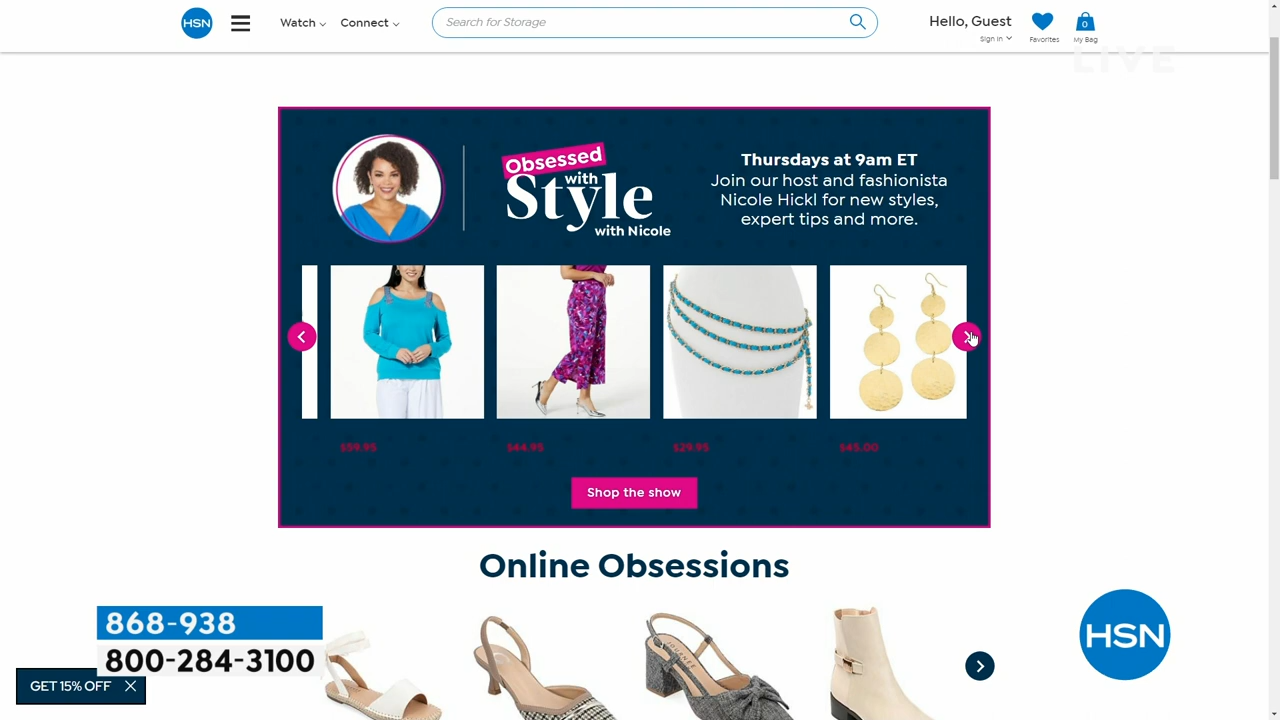 HSN
Watch
Connect
Search for Storage
Hello, Guest
Sign In
Favorites
0
My Bag
LIVE
Obsessed
with
Style
with Nicole
Thursdays at 9am ET
Join our host and fashionista
Nicole Hickl for new styles,
expert tips and more.
$59.95
$44.95
$29.95
$45.00
Shop the show
Online Obsessions
868-938
800-284-3100
GET 15% OFF
HSN